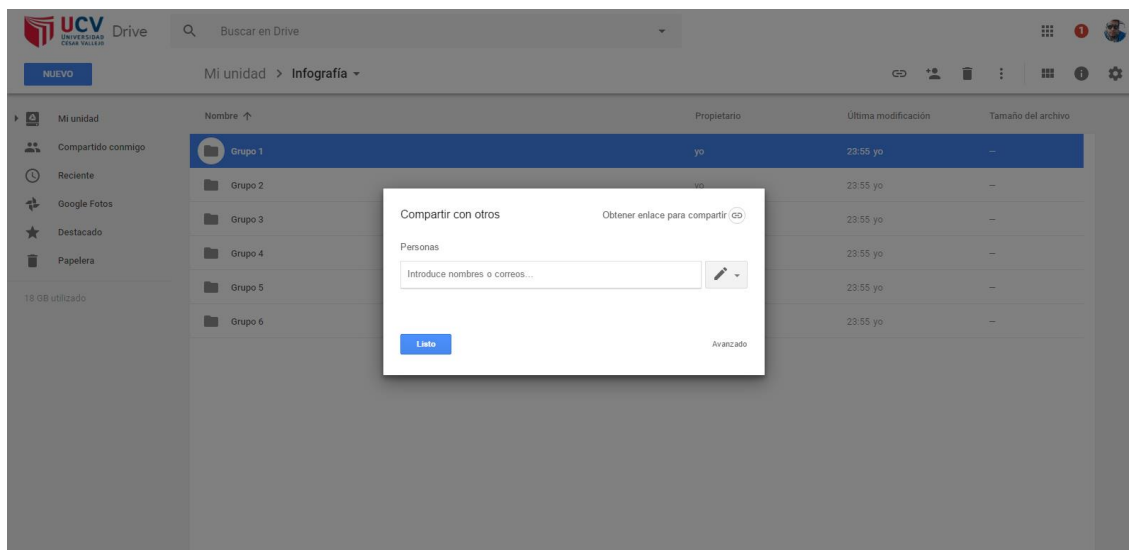 UCV
UNIVERSIDAD
CÉSAR VALLEJO
Drive
Buscar en Drive
1
NUEVO
Mi unidad > Infografía
Mi unidad
Compartido conmigo
Reciente
Google Fotos
Destacado
Papelera
18 GB utilizado
Nombre Propietario Última modificación Tamaño del archivo
Grupo 1 yo 23:55 yo —
Grupo 2 yo 23:55 yo —
Grupo 3 23:55 yo —
Grupo 4 23:55 yo —
Grupo 5 23:55 yo —
Grupo 6 23:55 yo —
Compartir con otros Obtener enlace para compartir
Personas
Introduce nombres o correos...
Listo Avanzado